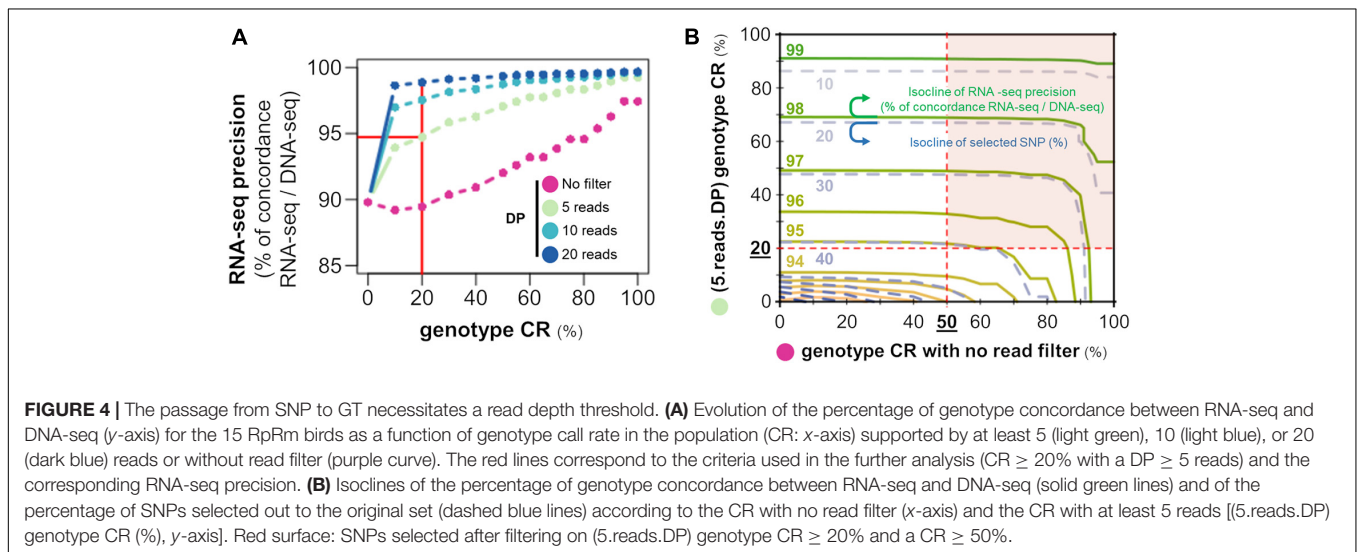 A
RNA-seq precision
(% of concordance
RNA-seq / DNA-seq)
100
95
90
85
0
20
40
60
80
100
genotype CR (%)
DP
No filter
5 reads
10 reads
20 reads
B
(5.reads.DP) genotype CR (%)
100
80
60
40
20
0
99
10
98
20
97
30
96
95
40
94
Isocline of RNA -seq precision
(% of concordance RNA-seq / DNA-seq)
Isocline of selected SNP (%)
0
20
40
50
60
80
100
genotype CR with no read filter (%)
FIGURE 4 | The passage from SNP to GT necessitates a read depth threshold. (A) Evolution of the percentage of genotype concordance between RNA-seq and
DNA-seq (y-axis) for the 15 RpRm birds as a function of genotype call rate in the population (CR: x-axis) supported by at least 5 (light green), 10 (light blue), or 20
(dark blue) reads or without read filter (purple curve). The red lines correspond to the criteria used in the further analysis (CR ≥ 20% with a DP ≥ 5 reads) and the
corresponding RNA-seq precision. (B) Isoclines of the percentage of genotype concordance between RNA-seq and DNA-seq (solid green lines) and of the
percentage of SNPs selected out to the original set (dashed blue lines) according to the CR with no read filter (x-axis) and the CR with at least 5 reads [(5.reads.DP)
genotype CR (%), y-axis]. Red surface: SNPs selected after filtering on (5.reads.DP) genotype CR ≥ 20% and a CR ≥ 50%.